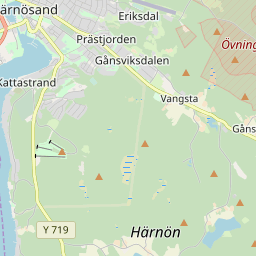 ärnösand
Eriksdal
Prästjorden
Gånsviksdalen
Övning
Kattastrand
Vangsta
Gåns
Y 719
Härnön